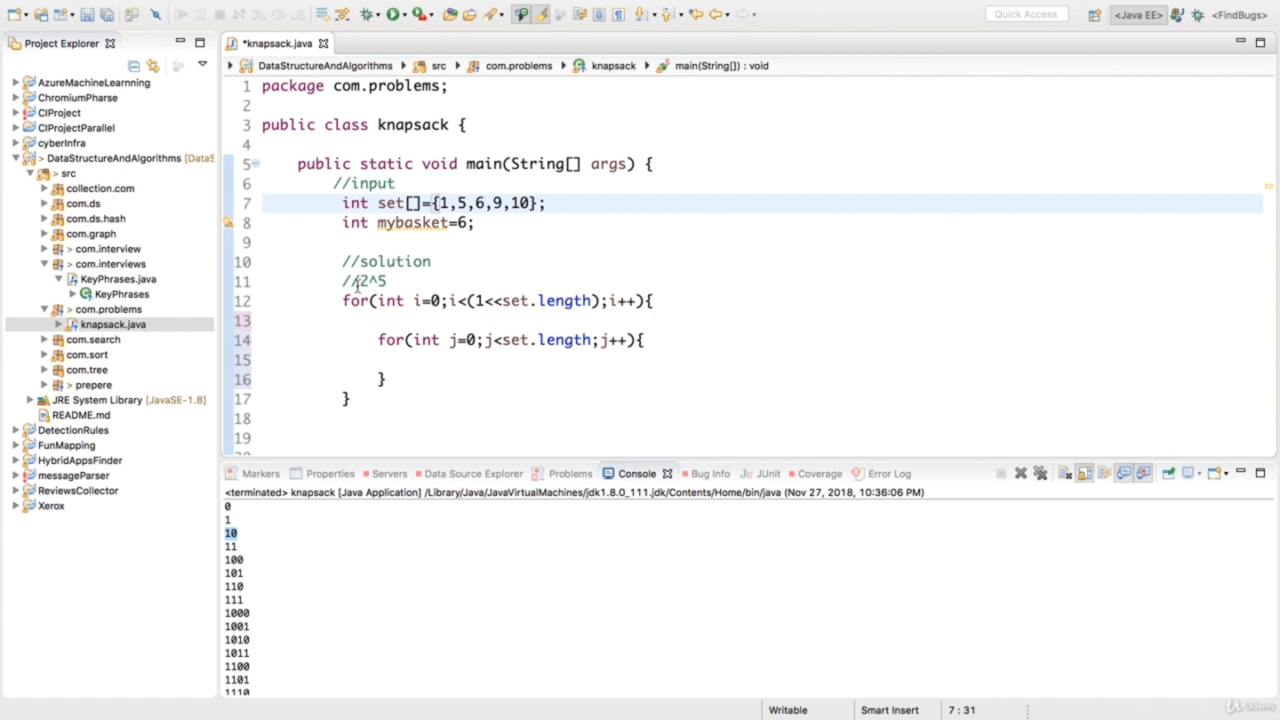 Quick Access
<Java EE>
<FindBugs>
Project Explorer
AzureMachineLearnning
ChromiumPharse
CIProject
CIProjectParallel
cyberInfra
> DataStructureAndAlgorithms [DataS
> src
collection.com
com.ds
com.ds.hash
com.graph
> com.interview
> com.interviews
KeyPhrases.java
KeyPhrases
> com.problems
knapsack.java
com.search
com.sort
com.tree
> prepere
JRE System Library [JavaSE-1.8]
README.md
DetectionRules
FunMapping
HybridAppsFinder
messageParser
ReviewsCollector
Xerox
*knapsack.java
DataStructureAndAlgorithms src com.problems knapsack main(String[]) : void
1 package com.problems;
2
3 public class knapsack {
4
5 public static void main(String[] args) {
6 //input
7 int set[]={1,5,6,9,10};
8 int mybasket=6;
9
10 //solution
11 //2^5
12 for(int i=0;i<(1<<set.length);i++){
13
14 for(int j=0;j<set.length;j++){
15
16 }
17 }
18
19
Markers Properties Servers Data Source Explorer Problems Console Bug Info JUnit Coverage Error Log
<terminated> knapsack [Java Application] /Library/Java/JavaVirtualMachines/jdk1.8.0_111.jdk/Contents/Home/bin/java (Nov 27, 2018, 10:36:06 PM)
0
1
10
11
100
101
110
111
1000
1001
1010
1011
1100
1101
1110
Writable Smart Insert 7 : 31
Udemy